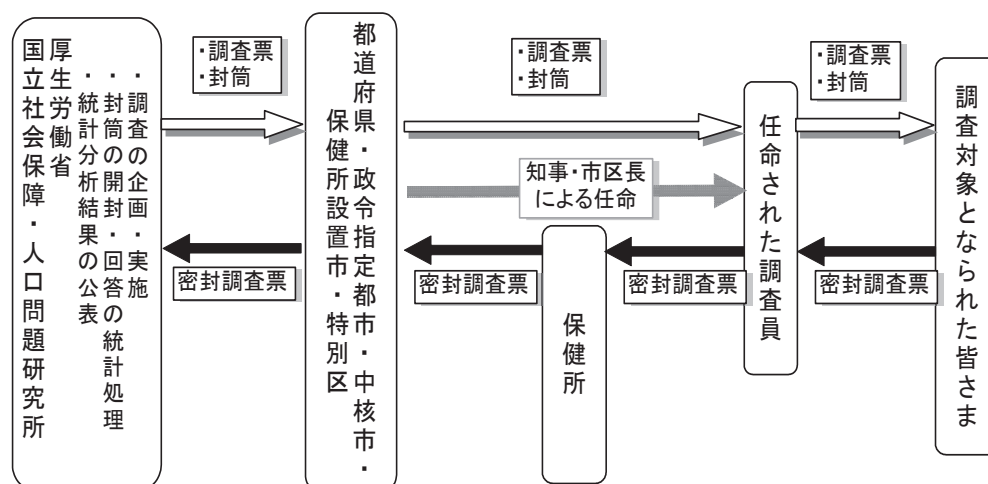 厚生労働省
国立社会保障・人口問題研究所
・調査の企画・実施
・封筒の開封・回答の統計処理
・統計分析結果の公表
・調査票
・封筒
密封調査票
都道府県・政令指定都市・中核市・
保健所設置市・特別区
・調査票
・封筒
知事・市区長
による任命
密封調査票
保健所
密封調査票
任命された調査員
・調査票
・封筒
密封調査票
調査対象となられた皆さま